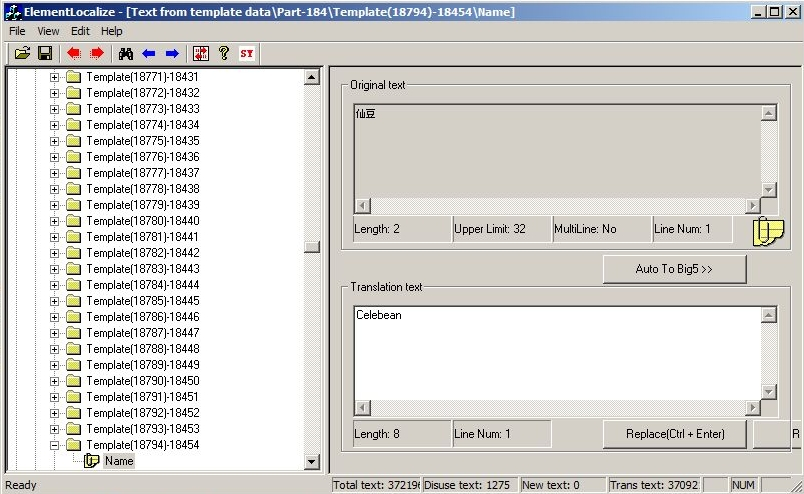 ElementLocalize - [Text from template data\Part-184\Template(18794)-18454\Name]
File View Edit Help
SY
Template(18771)-18431
Template(18772)-18432
Template(18773)-18433
Template(18774)-18434
Template(18775)-18435
Template(18776)-18436
Template(18777)-18437
Template(18778)-18438
Template(18779)-18439
Template(18780)-18440
Template(18781)-18441
Template(18782)-18442
Template(18783)-18443
Template(18784)-18444
Template(18785)-18445
Template(18786)-18446
Template(18787)-18447
Template(18788)-18448
Template(18789)-18449
Template(18790)-18450
Template(18791)-18451
Template(18792)-18452
Template(18793)-18453
Template(18794)-18454
Name
Original text
仙豆
Length: 2 Upper Limit: 32 MultiLine: No Line Num: 1
Auto To Big5 >>
Translation text
Celebean
Length: 8 Line Num: 1 Replace(Ctrl + Enter) R
Ready Total text: 372196 Disuse text: 1275 New text: 0 Trans text: 37092 NUM